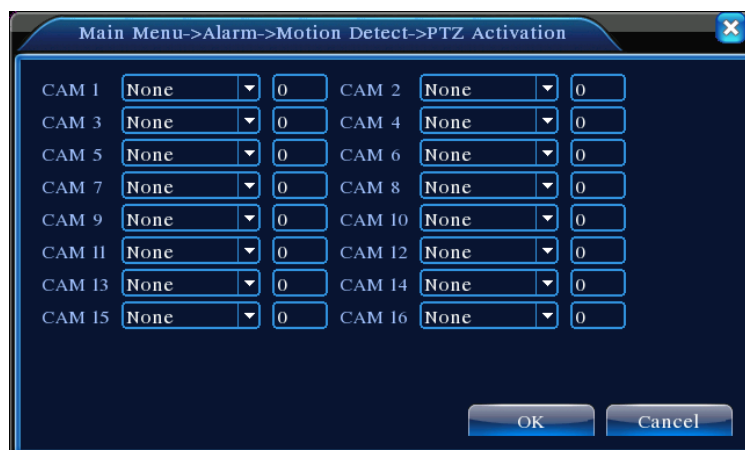 Main Menu->Alarm->Motion Detect->PTZ Activation
CAM 1 None 0 CAM 2 None 0
CAM 3 None 0 CAM 4 None 0
CAM 5 None 0 CAM 6 None 0
CAM 7 None 0 CAM 8 None 0
CAM 9 None 0 CAM 10 None 0
CAM 11 None 0 CAM 12 None 0
CAM 13 None 0 CAM 14 None 0
CAM 15 None 0 CAM 16 None 0
OK Cancel